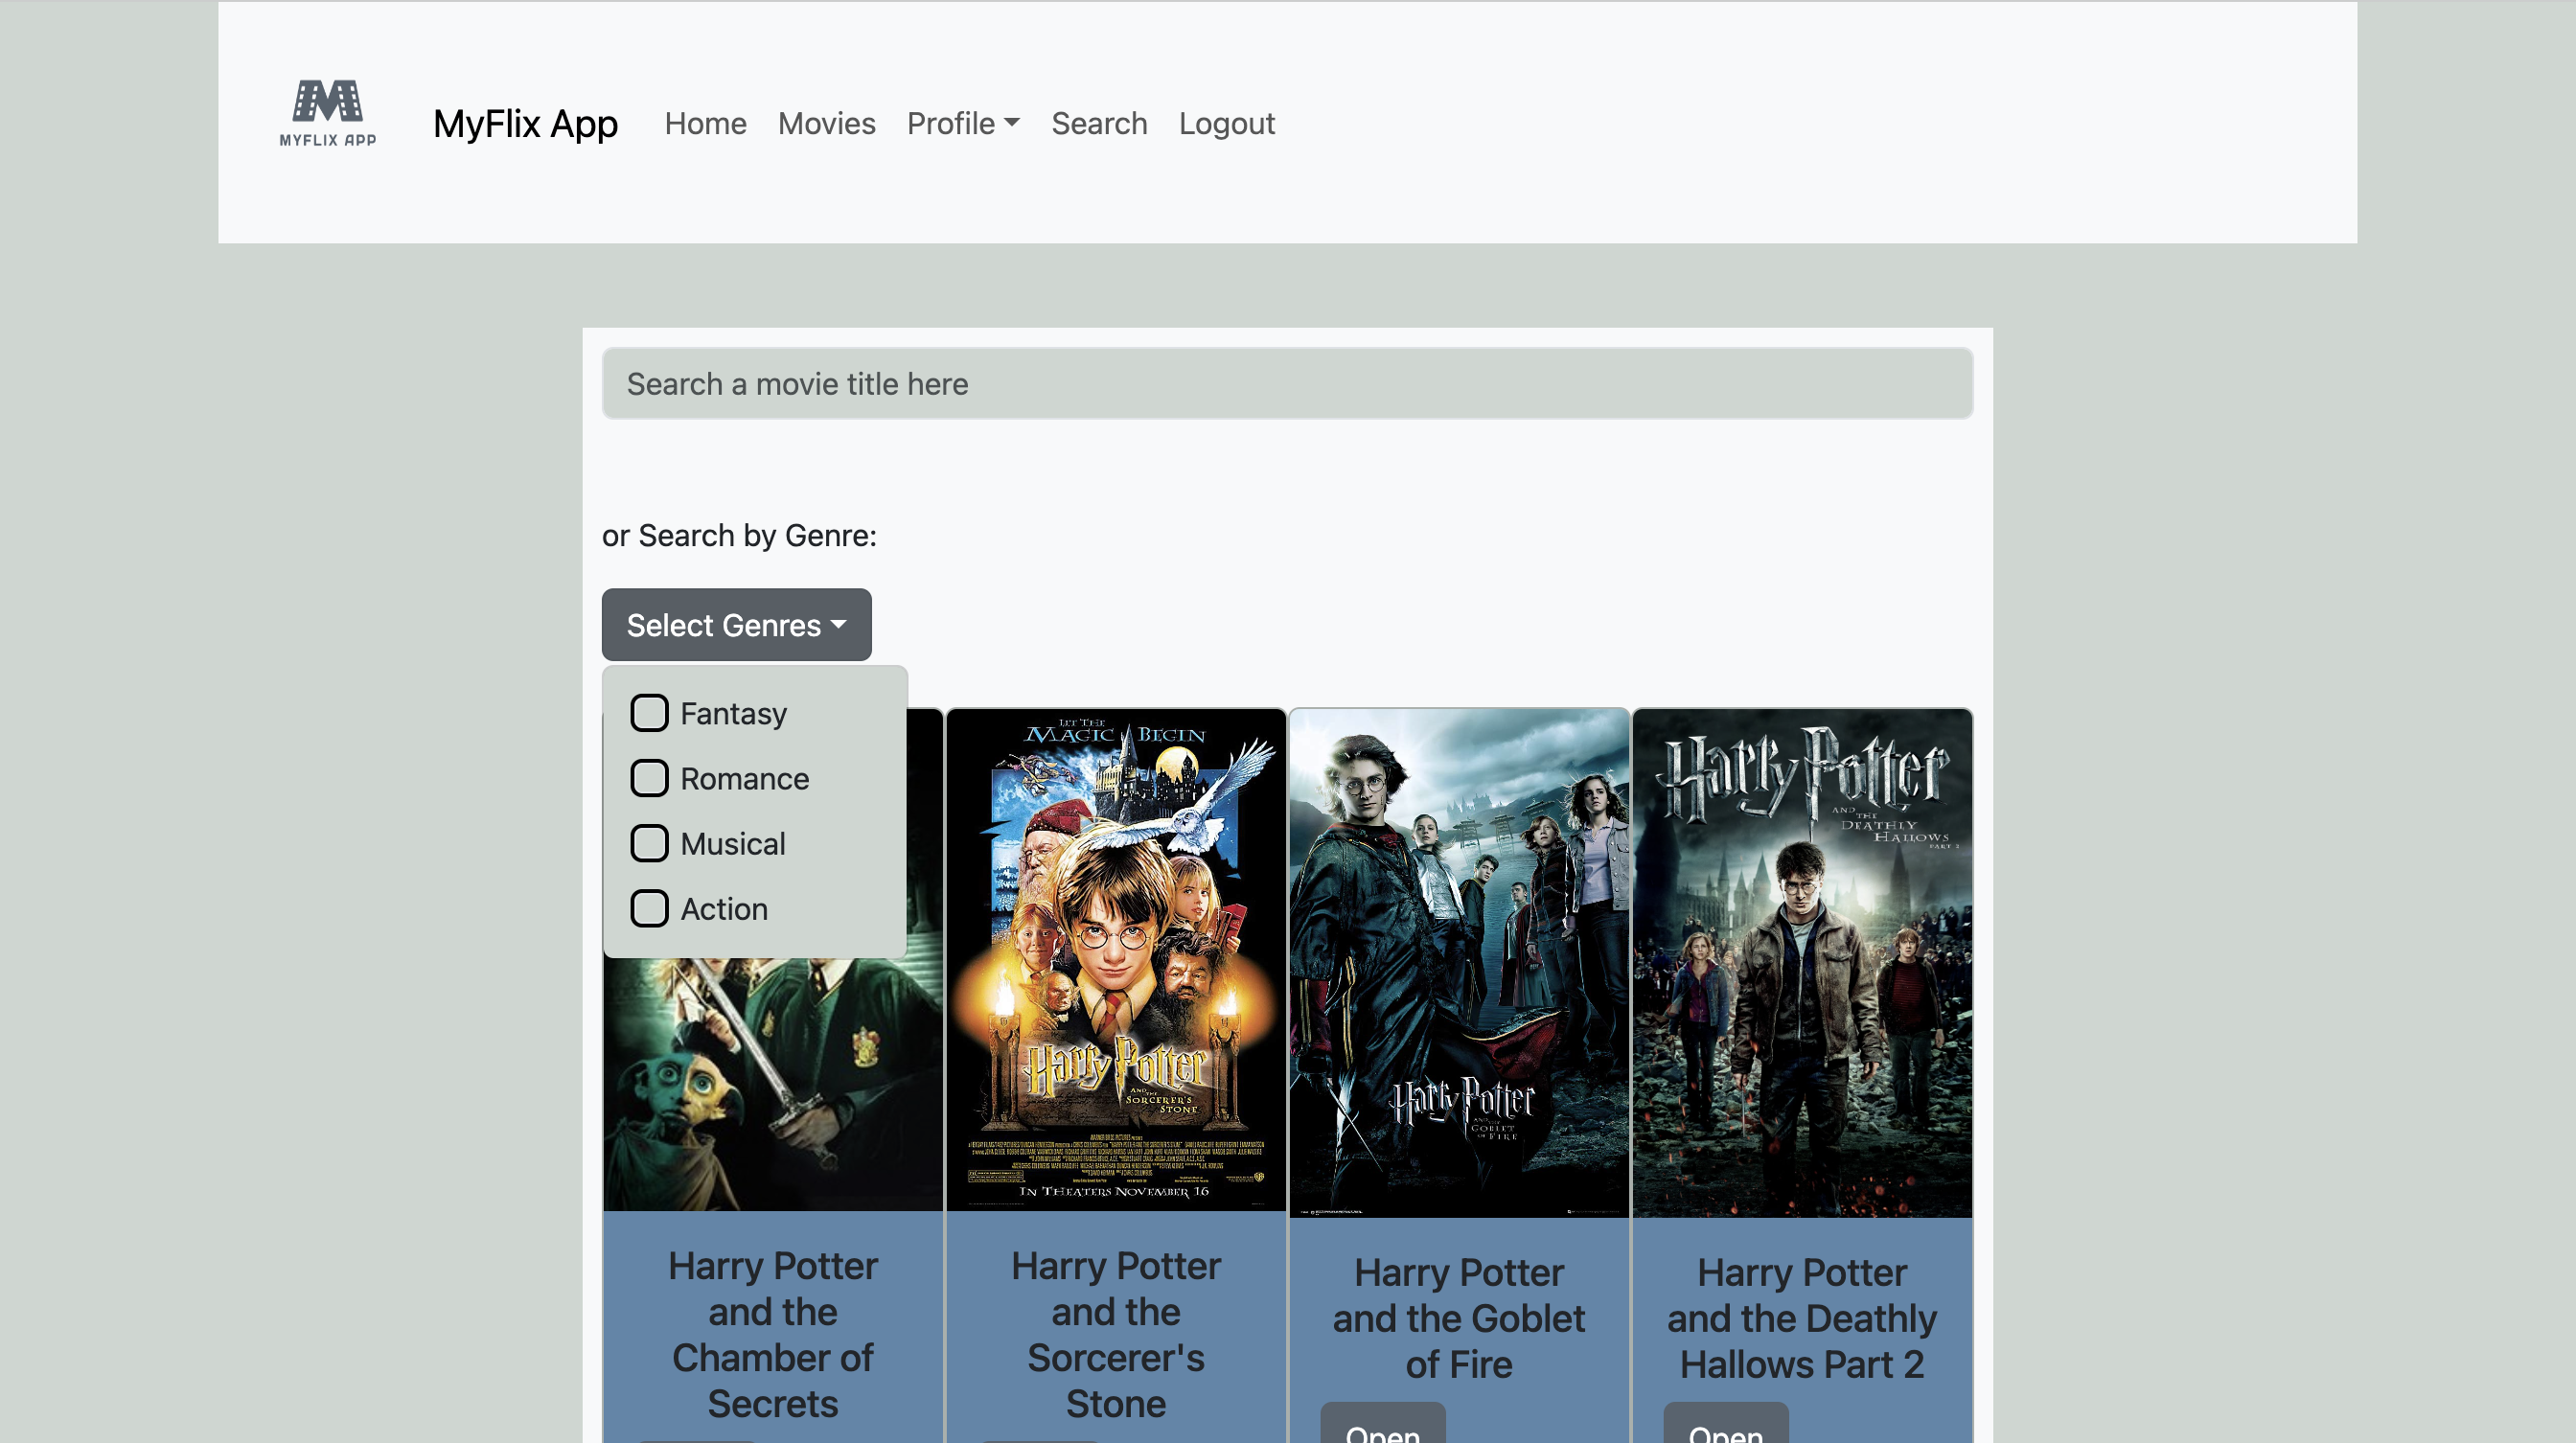 MYFLIX APP
MyFlix App Home Movies Profile Search Logout
Search a movie title here
or Search by Genre:
Select Genres
Fantasy
Romance
Musical
Action
LET THE
MAGIC BEGIN
Harry Potter
AND THE
SORCERER'S
STONE
IN THEATERS NOVEMBER 16
Harry Potter
AND THE
GOBLET
OF FIRE
Harry Potter
AND THE
DEATHLY
HALLOWS
PART 2
Harry Potter
and the
Chamber of
Secrets
Harry Potter
and the
Sorcerer's
Stone
Harry Potter
and the Goblet
of Fire
Open
Harry Potter
and the Deathly
Hallows Part 2
Open